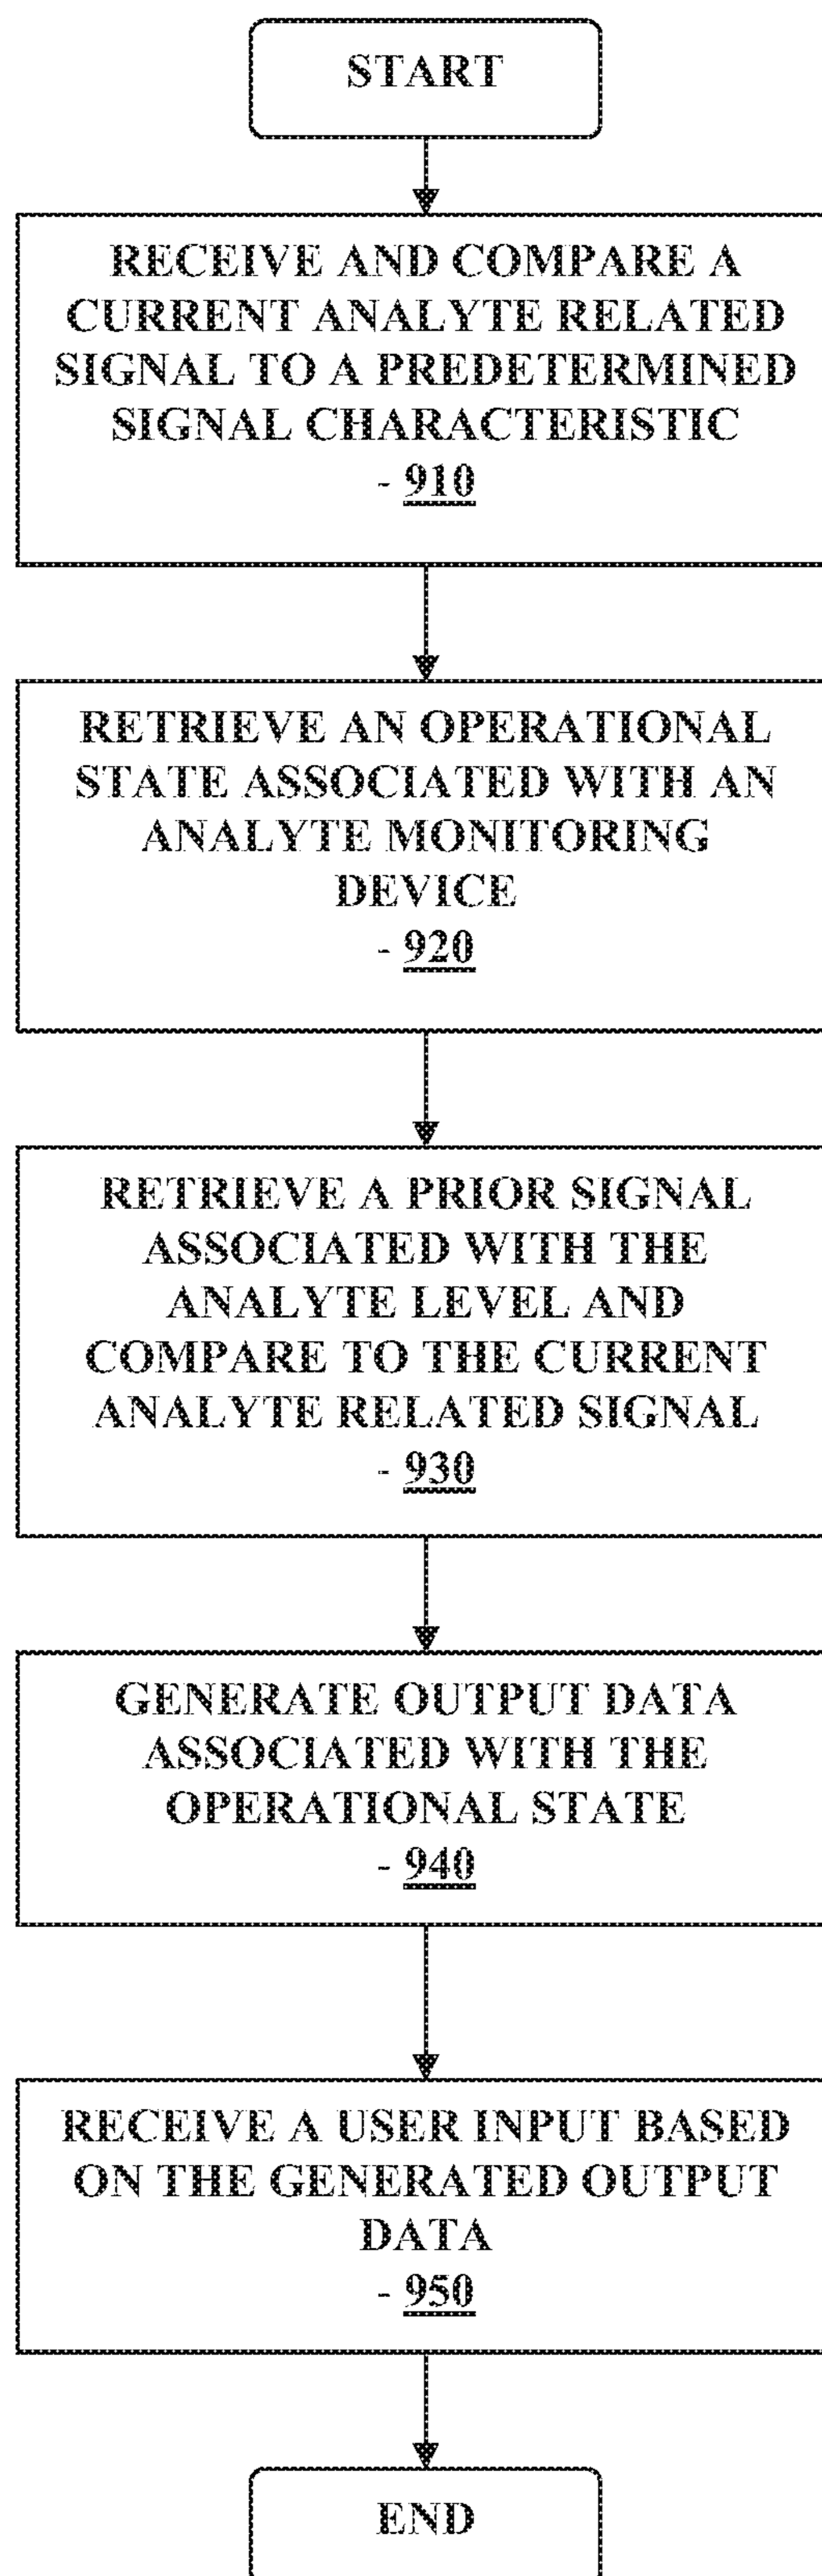 START
RECEIVE AND COMPARE A
CURRENT ANALYTE RELATED
SIGNAL TO A PREDETERMINED
SIGNAL CHARACTERISTIC
- 910
RETRIEVE AN OPERATIONAL
STATE ASSOCIATED WITH AN
ANALYTE MONITORING
DEVICE
- 920
RETRIEVE A PRIOR SIGNAL
ASSOCIATED WITH THE
ANALYTE LEVEL AND
COMPARE TO THE CURRENT
ANALYTE RELATED SIGNAL
- 930
GENERATE OUTPUT DATA
ASSOCIATED WITH THE
OPERATIONAL STATE
- 940
RECEIVE A USER INPUT BASED
ON THE GENERATED OUTPUT
DATA
- 950
END